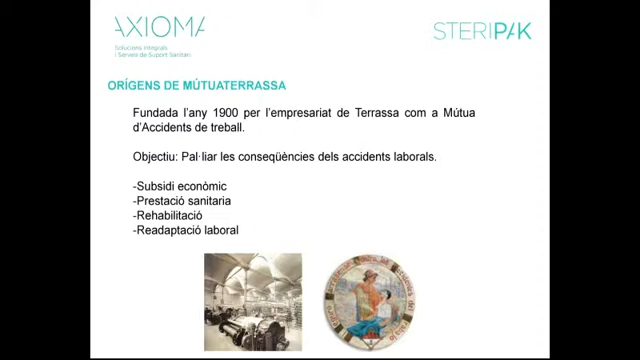 AXIOMA
Solucions Integrals
i Serveis de Suport Sanitari
STERIPAK
ORÍGENS DE MÚTUATERRASSA
Fundada l'any 1900 per l'empresariat de Terrassa com a Mútua
d'Accidents de treball.
Objectiu: Pal·liar les conseqüències dels accidents laborals.
-Subsidi econòmic
-Prestació sanitaria
-Rehabilitació
-Readaptació laboral